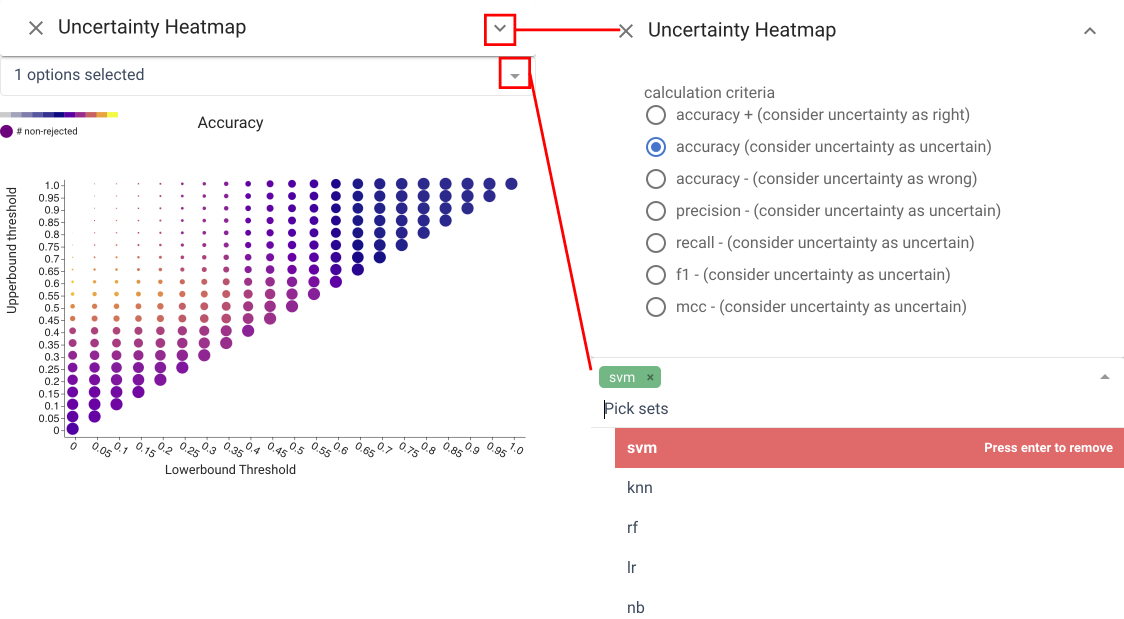 Uncertainty Heatmap
1 options selected
# non-rejected
Accuracy
Upperbound threshold
1.0
0.95
0.9
0.85
0.8
0.75
0.7
0.65
0.6
0.55
0.5
0.45
0.4
0.35
0.3
0.25
0.2
0.15
0.1
0.05
0
0 0.05 0.1 0.15 0.2 0.25 0.3 0.35 0.4 0.45 0.5 0.55 0.6 0.65 0.7 0.75 0.8 0.85 0.9 0.95 1.0
Lowerbound Threshold
Uncertainty Heatmap
calculation criteria
accuracy + (consider uncertainty as right)
accuracy (consider uncertainty as uncertain)
accuracy - (consider uncertainty as wrong)
precision - (consider uncertainty as uncertain)
recall - (consider uncertainty as uncertain)
f1 - (consider uncertainty as uncertain)
mcc - (consider uncertainty as uncertain)
svm ×
Pick sets
svm Press enter to remove
knn
rf
lr
nb